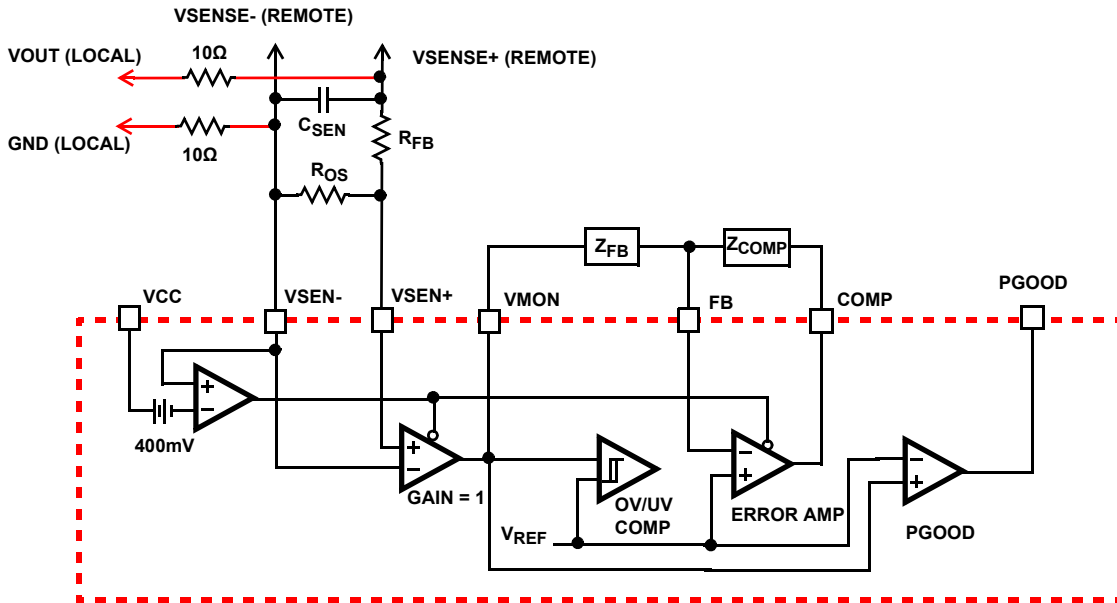 VSENSE- (REMOTE)
VOUT (LOCAL)
10Ω
VSENSE+ (REMOTE)
CSEN
RFB
GND (LOCAL)
10Ω
ROS
ZFB
ZCOMP
VCC
VSEN-
VSEN+
VMON
FB
COMP
PGOOD
+
−
400mV
+
−
GAIN = 1
OV/UV
COMP
−
+
ERROR AMP
−
+
PGOOD
VREF